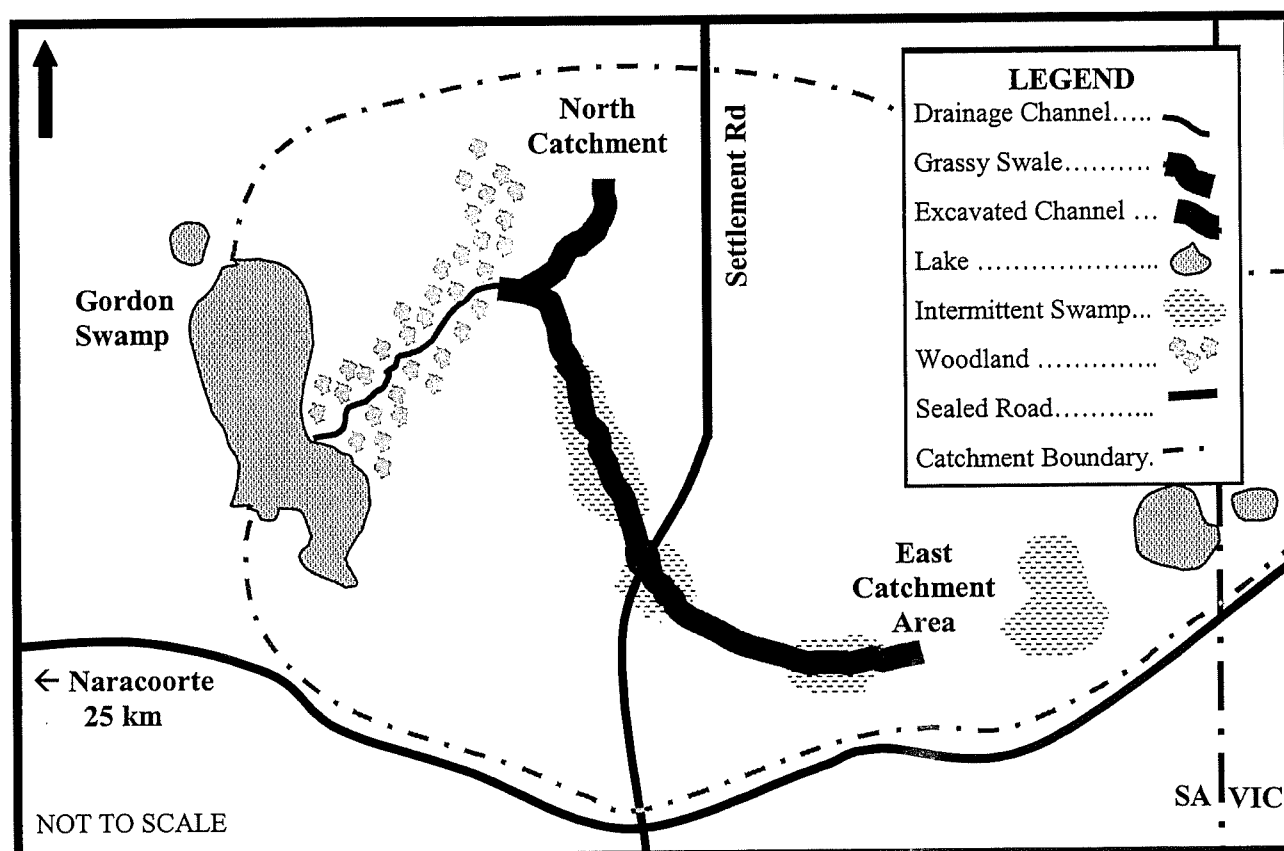 North
Catchment
Settlement Rd
LEGEND
Drainage Channel.....
Grassy Swale...........
Excavated Channel ...
Lake .....................
Intermittent Swamp...
Woodland ...............
Sealed Road............
Catchment Boundary.
Gordon
Swamp
East
Catchment
Area
← Naracoorte
25 km
NOT TO SCALE
SA VIC